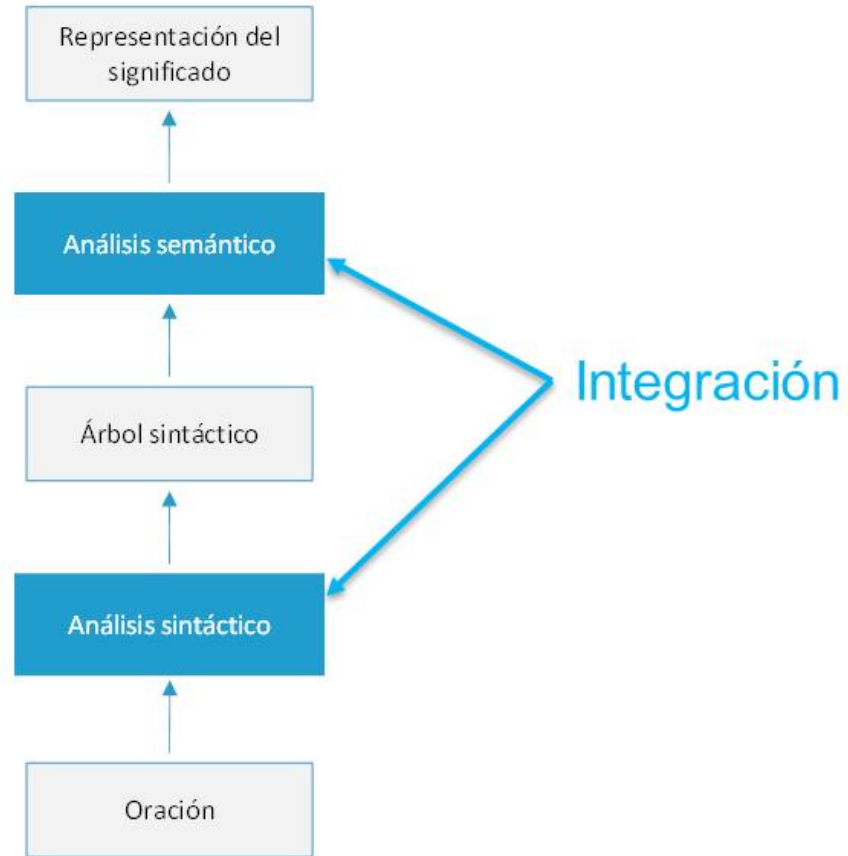 Representación del
significado
Análisis semántico
Integración
Árbol sintáctico
Análisis sintáctico
Oración